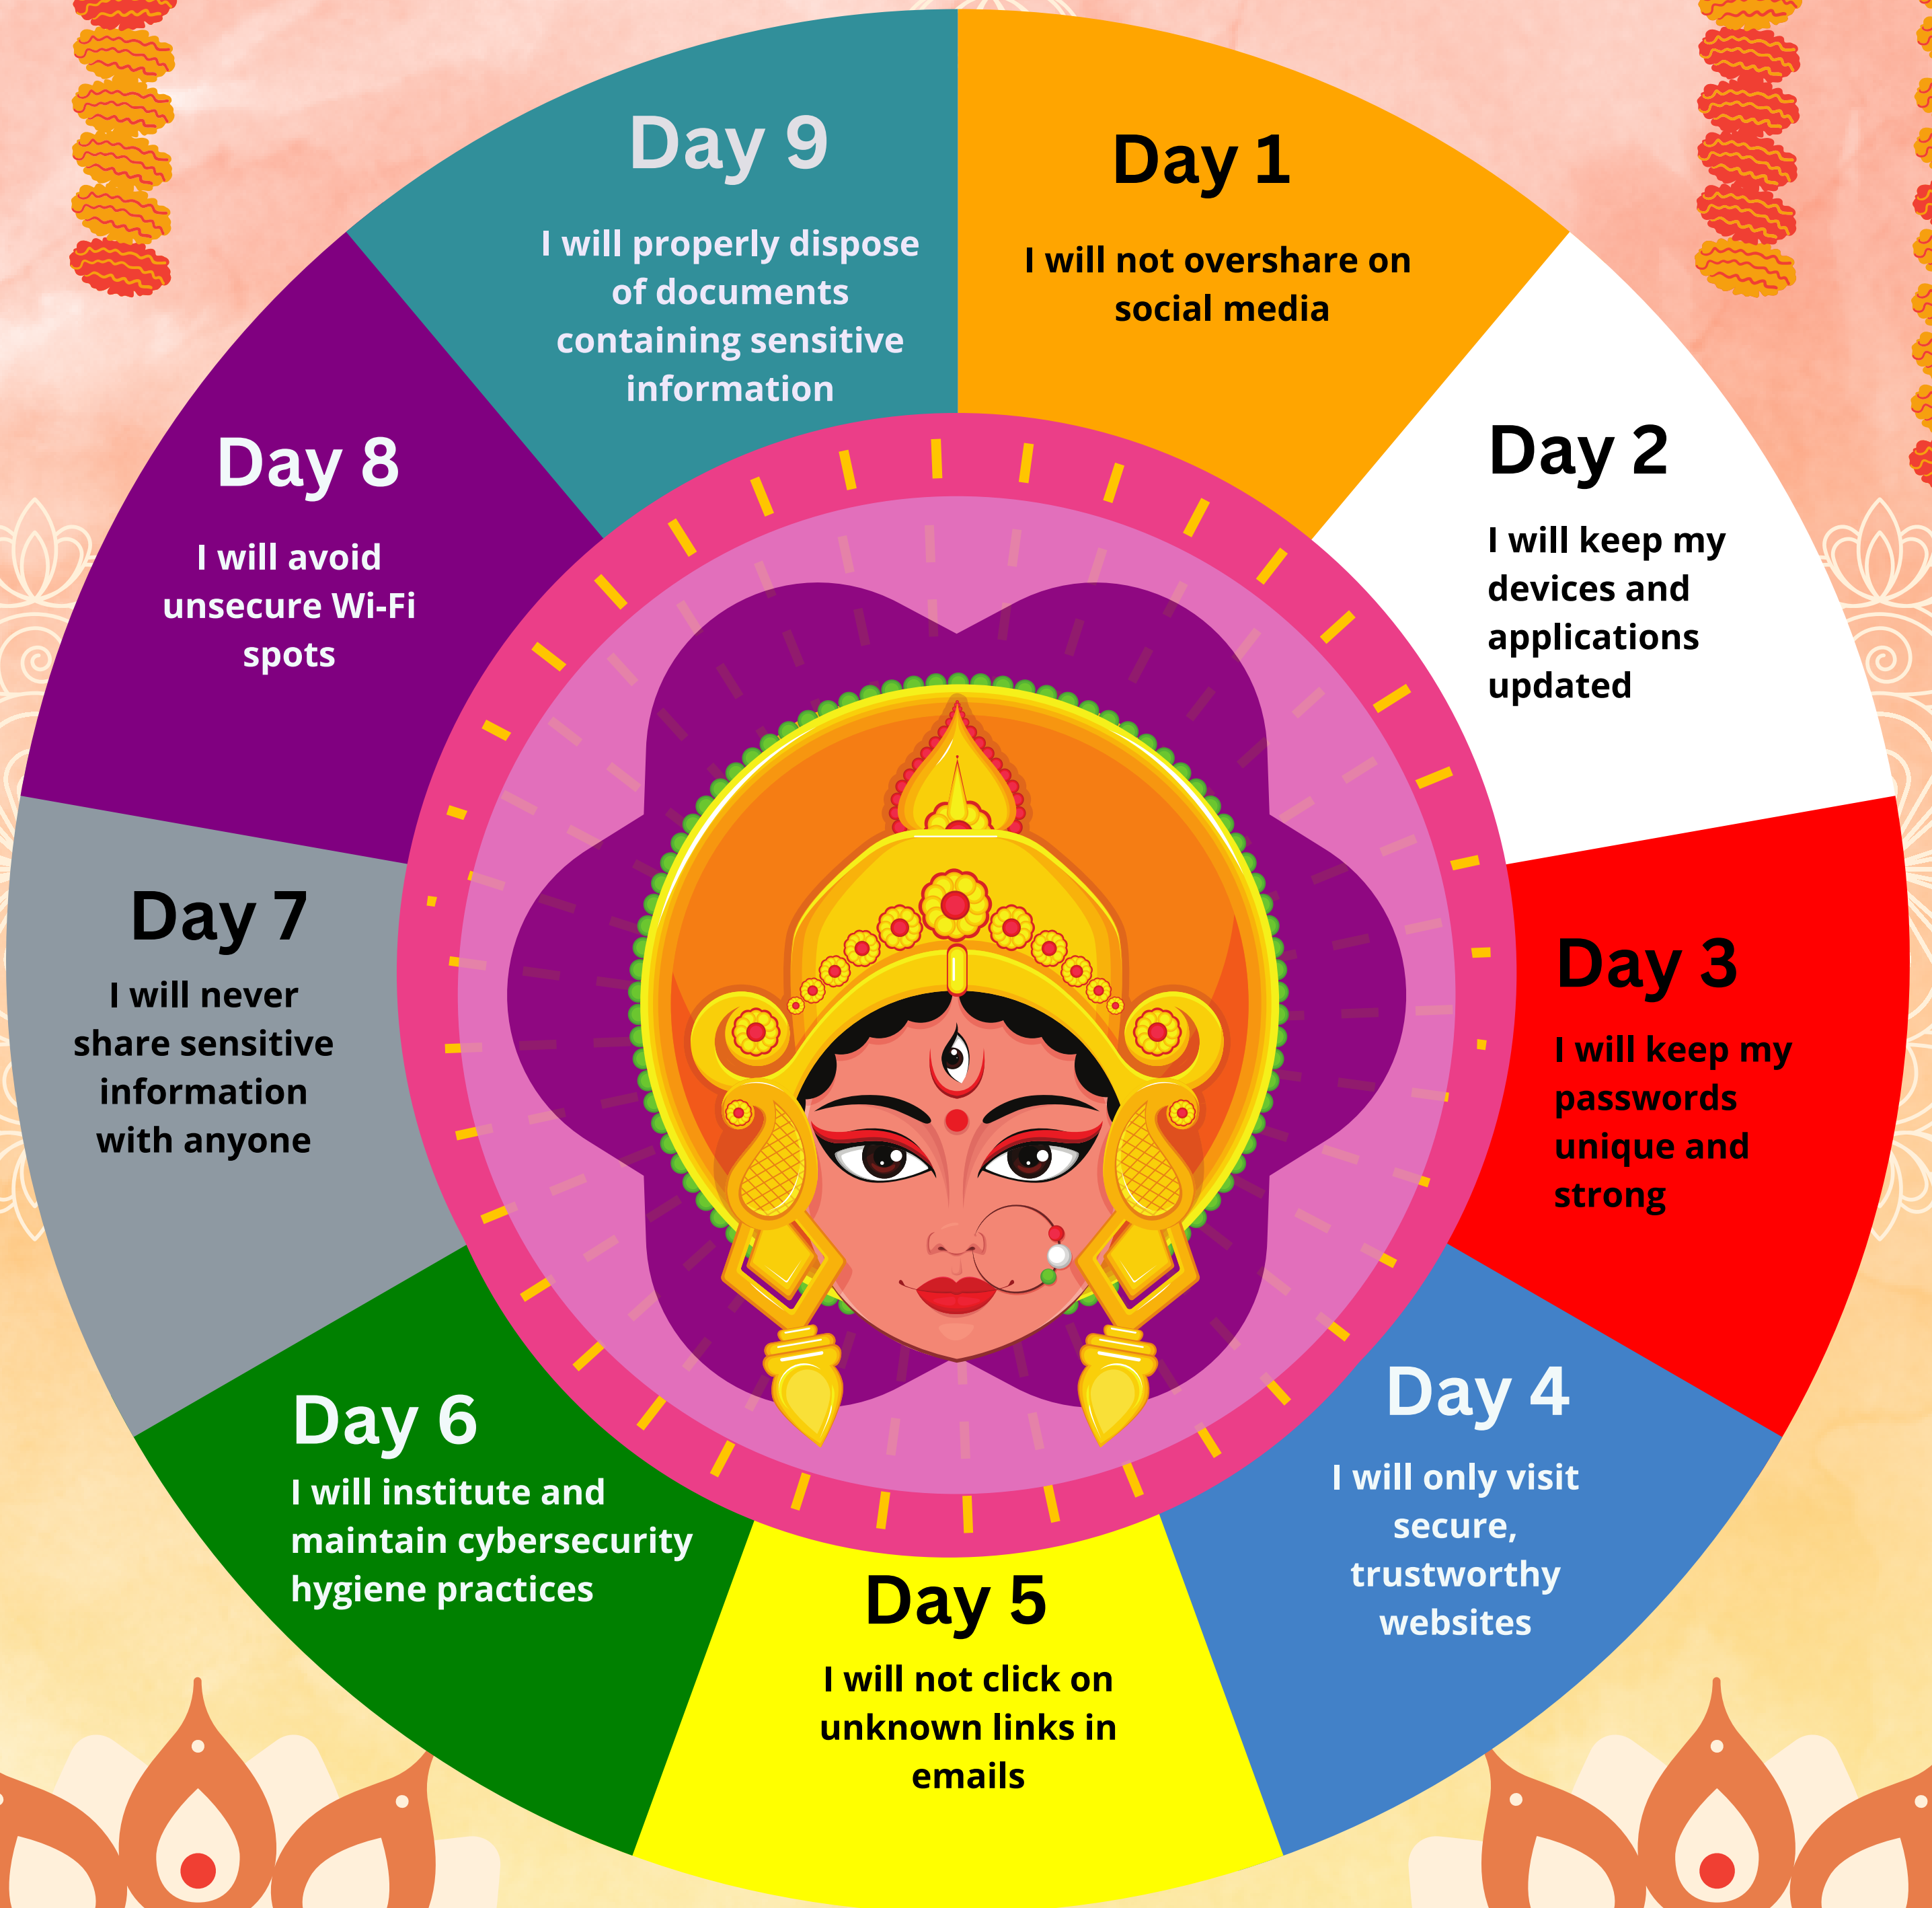 Day 1
I will not overshare on
social media
Day 2
I will keep my
devices and
applications
updated
Day 3
I will keep my
passwords
unique and
strong
Day 4
I will only visit
secure,
trustworthy
websites
Day 5
I will not click on
unknown links in
emails
Day 6
I will institute and
maintain cybersecurity
hygiene practices
Day 7
I will never
share sensitive
information
with anyone
Day 8
I will avoid
unsecure Wi-Fi
spots
Day 9
I will properly dispose
of documents
containing sensitive
information